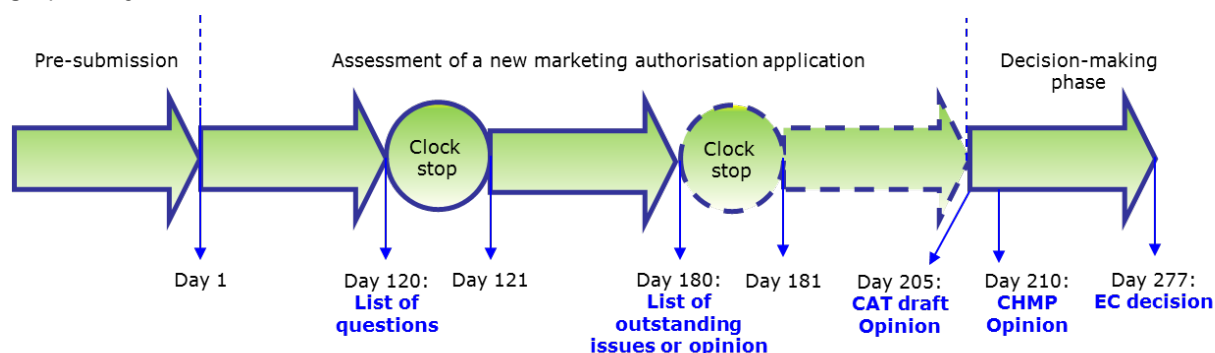 Pre-submission
Assessment of a new marketing authorisation application
Decision-making
phase
Clock
stop
Clock
stop
Day 1
Day 120:
List of
questions
Day 121
Day 180:
List of
outstanding
issues or opinion
Day 181
Day 205:
CAT draft
Opinion
Day 210:
CHMP
Opinion
Day 277:
EC decision